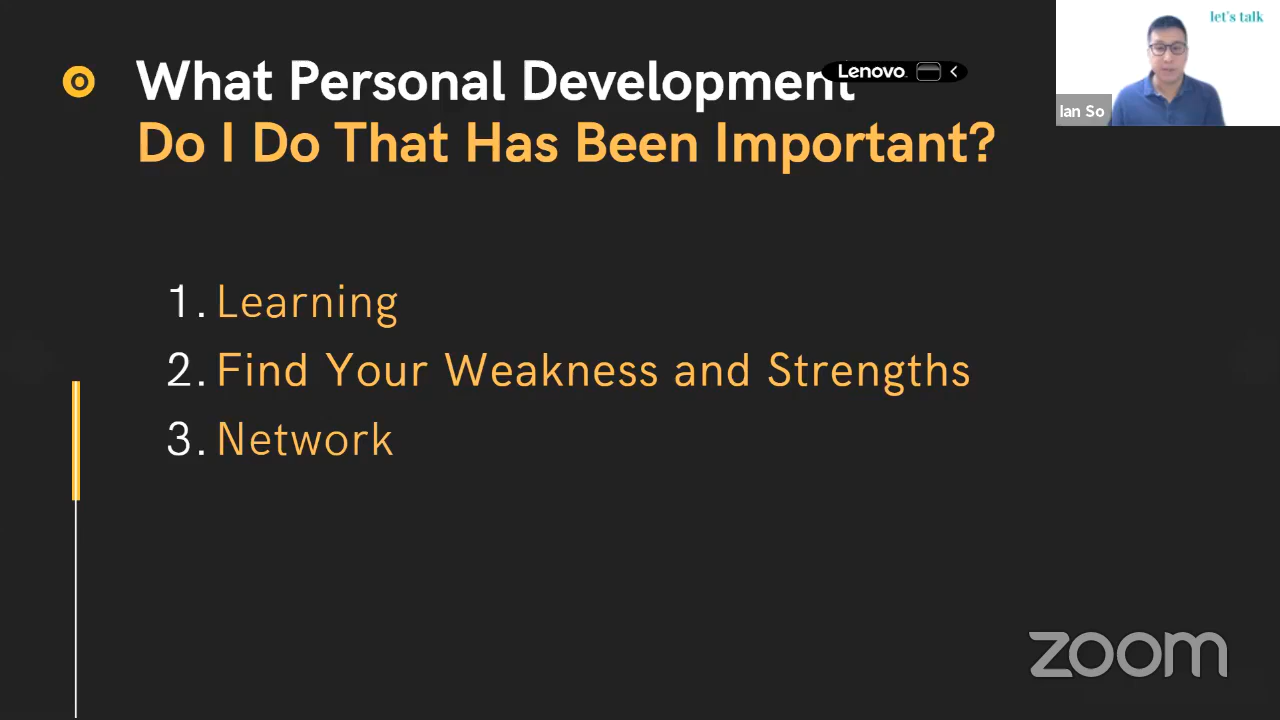 let's talk
What Personal Development
Lenovo
Do I Do That Has Been Important?
Ian So
1. Learning
2. Find Your Weakness and Strengths
3. Network
zoom